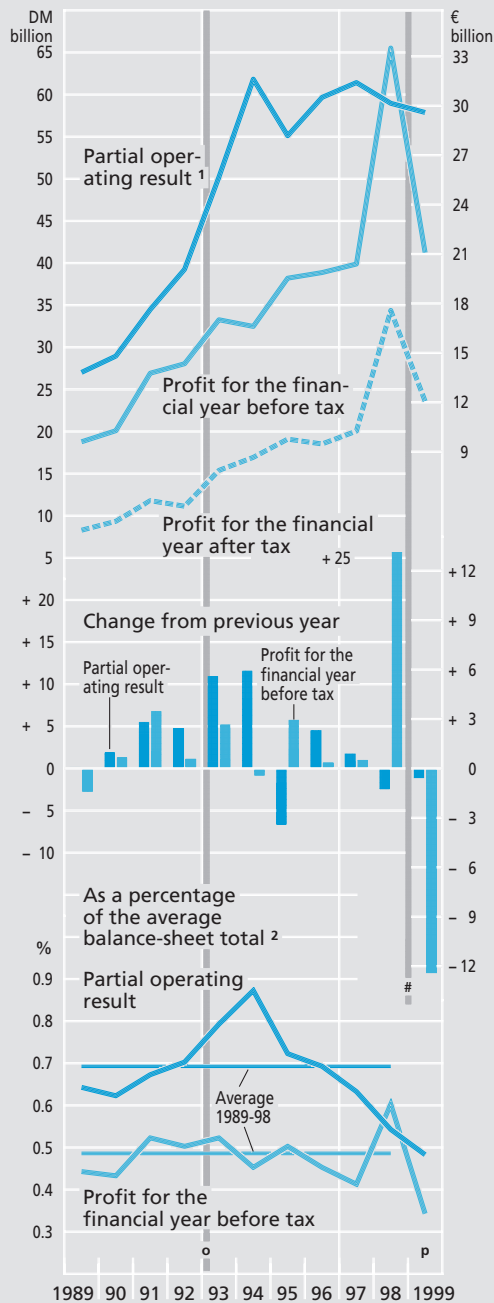 DM
billion
€
billion
65
60
55
50
45
40
35
30
25
20
15
10
5
33
30
27
24
21
18
15
12
9
Partial oper-
ating result 1
Profit for the finan-
cial year before tax
Profit for the financial
year after tax
+ 25
+ 20
+ 15
+ 10
+ 5
0
– 5
– 10
+ 12
+ 9
+ 6
+ 3
0
– 3
– 6
– 9
– 12
Change from previous year
Partial oper-
ating result
Profit for the
financial year
before tax
As a percentage
of the average
balance-sheet total 2
%
0.9
0.8
0.7
0.6
0.5
0.4
0.3
Partial operating
result
#
Average
1989-98
Profit for the
financial year before tax
o
p
1989 90 91 92 93 94 95 96 97 98 1999